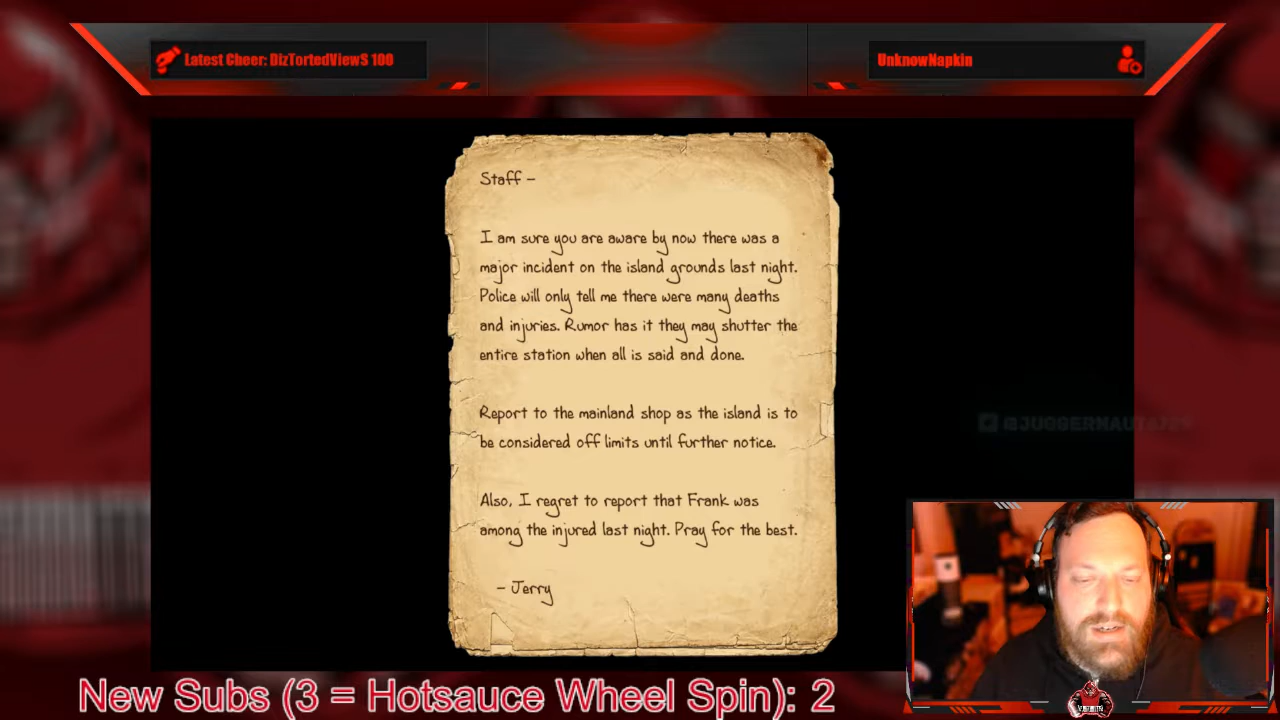 Latest Cheer: DizTortedViewS 100
UnknowNapkin
Staff -
I am sure you are aware by now there was a
major incident on the island grounds last night.
Police will only tell me there were many deaths
and injuries. Rumor has it they may shutter the
entire station when all is said and done.
Report to the mainland shop as the island is to
be considered off limits until further notice.
Also, I regret to report that Frank was
among the injured last night. Pray for the best.
- Jerry
New Subs (3 = Hotsauce Wheel Spin): 2